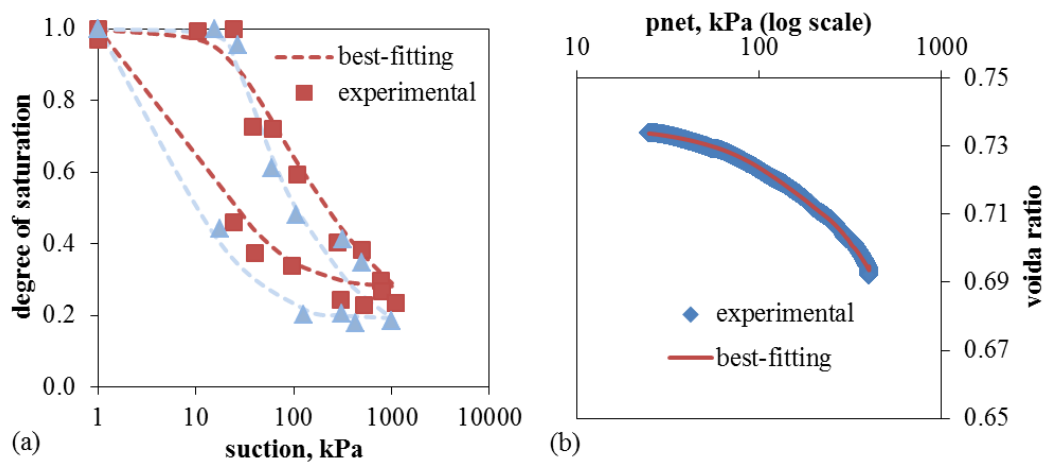 1.0
0.8
0.6
0.4
0.2
0.0
degree of saturation
1 10 100 1000 10000
suction, kPa
best-fitting
experimental
(a)
pnet, kPa (log scale)
10 100 1000
0.75
0.73
0.71
0.69
0.67
0.65
voida ratio
experimental
best-fitting
(b)